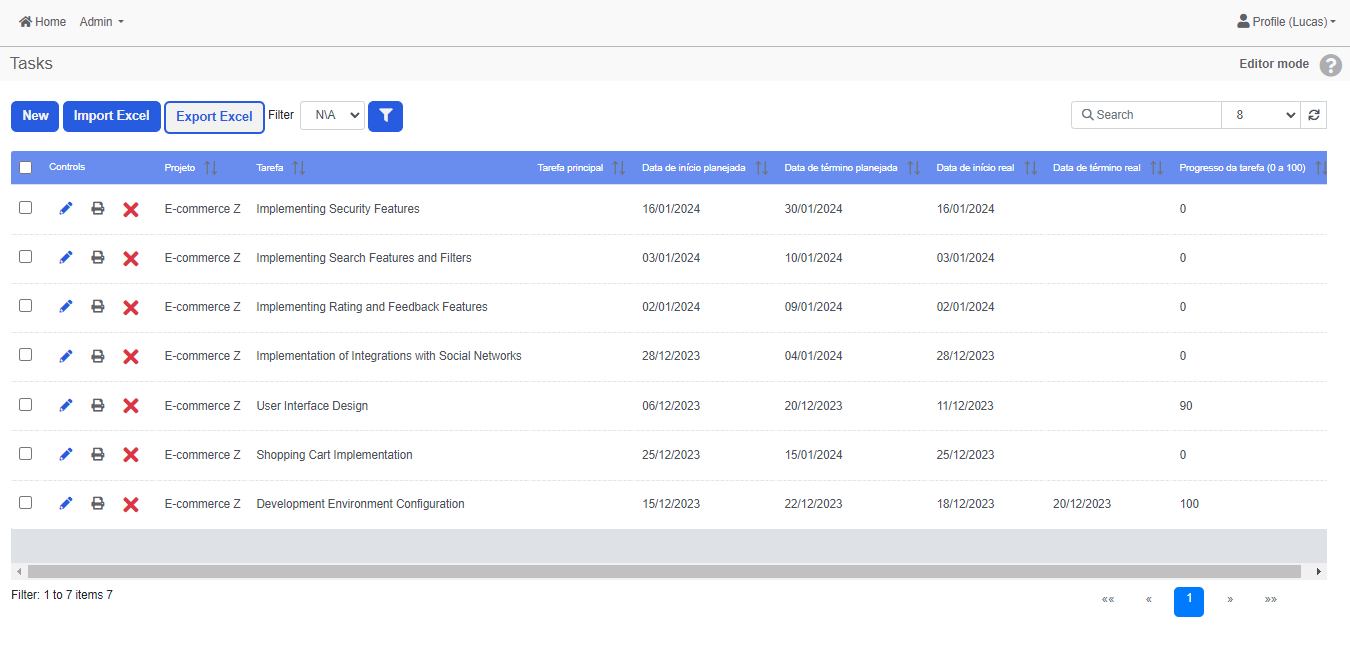 Home Admin Profile (Lucas)
Tasks Editor mode ?
New Import Excel Export Excel Filter N\A Search 8
Controls Projeto Tarefa Tarefa principal Data de início planejada Data de término planejada Data de início real Data de término real Progresso da tarefa (0 a 100)
E-commerce Z Implementing Security Features 16/01/2024 30/01/2024 16/01/2024 0
E-commerce Z Implementing Search Features and Filters 03/01/2024 10/01/2024 03/01/2024 0
E-commerce Z Implementing Rating and Feedback Features 02/01/2024 09/01/2024 02/01/2024 0
E-commerce Z Implementation of Integrations with Social Networks 28/12/2023 04/01/2024 28/12/2023 0
E-commerce Z User Interface Design 06/12/2023 20/12/2023 11/12/2023 90
E-commerce Z Shopping Cart Implementation 25/12/2023 15/01/2024 25/12/2023 0
E-commerce Z Development Environment Configuration 15/12/2023 22/12/2023 18/12/2023 20/12/2023 100
Filter: 1 to 7 items 7 «« « 1 » »»